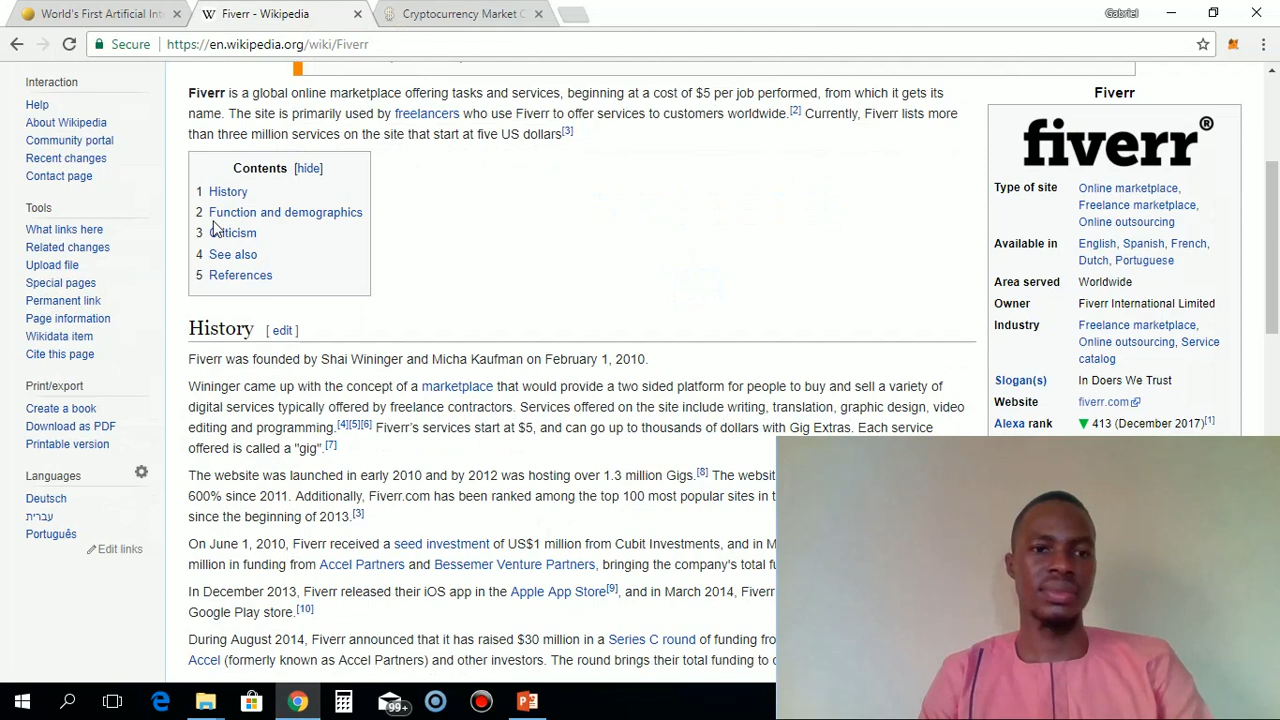 World's First Artificial Int
Fiverr - Wikipedia
Cryptocurrency Market C
Gabriel
Secure
https://en.wikipedia.org/wiki/Fiverr
Interaction
Help
About Wikipedia
Community portal
Recent changes
Contact page
Tools
What links here
Related changes
Upload file
Special pages
Permanent link
Page information
Wikidata item
Cite this page
Print/export
Create a book
Download as PDF
Printable version
Languages
Deutsch
עברית
Português
Edit links
Fiverr is a global online marketplace offering tasks and services, beginning at a cost of $5 per job performed, from which it gets its
name. The site is primarily used by freelancers who use Fiverr to offer services to customers worldwide.[2] Currently, Fiverr lists more
than three million services on the site that start at five US dollars[3]
Contents [hide]
1 History
2 Function and demographics
3 Criticism
4 See also
5 References
History [ edit ]
Fiverr was founded by Shai Wininger and Micha Kaufman on February 1, 2010.
Wininger came up with the concept of a marketplace that would provide a two sided platform for people to buy and sell a variety of
digital services typically offered by freelance contractors. Services offered on the site include writing, translation, graphic design, video
editing and programming.[4][5][6] Fiverr's services start at $5, and can go up to thousands of dollars with Gig Extras. Each service
offered is called a "gig".[7]
The website was launched in early 2010 and by 2012 was hosting over 1.3 million Gigs.[8] The websit
600% since 2011. Additionally, Fiverr.com has been ranked among the top 100 most popular sites in t
since the beginning of 2013.[3]
On June 1, 2010, Fiverr received a seed investment of US$1 million from Cubit Investments, and in M
million in funding from Accel Partners and Bessemer Venture Partners, bringing the company's total fu
In December 2013, Fiverr released their iOS app in the Apple App Store[9], and in March 2014, Fiverr
Google Play store.[10]
During August 2014, Fiverr announced that it has raised $30 million in a Series C round of funding fro
Accel (formerly known as Accel Partners) and other investors. The round brings their total funding to
Fiverr
fiverr®
Type of site Online marketplace,
Freelance marketplace,
Online outsourcing
Available in English, Spanish, French,
Dutch, Portuguese
Area served Worldwide
Owner Fiverr International Limited
Industry Freelance marketplace,
Online outsourcing, Service
catalog
Slogan(s) In Doers We Trust
Website fiverr.com
Alexa rank ▼ 413 (December 2017)[1]
99+